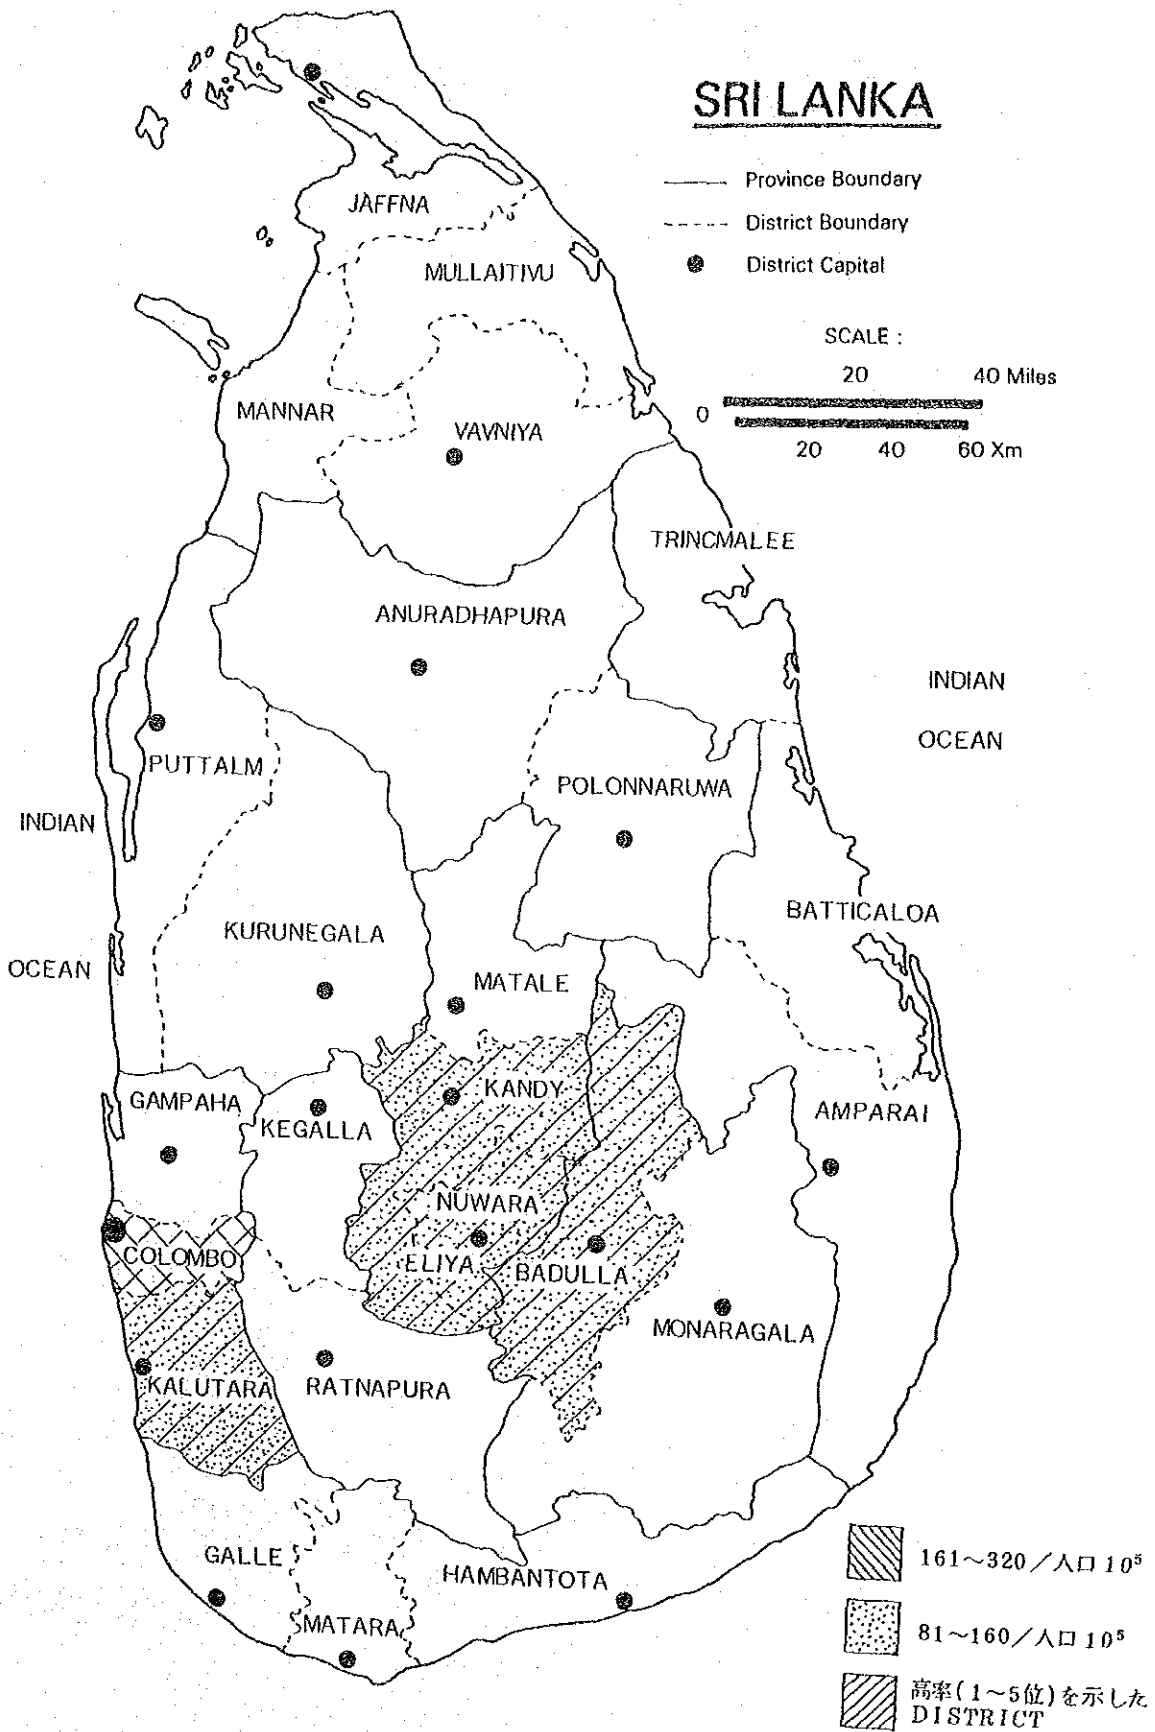 SRI LANKA
Province Boundary
District Boundary
District Capital
SCALE :
20 40 Miles
0
20 40 60 Xm
JAFFNA
MULLAITIVU
MANNAR
VAVNIYA
TRINCMALEE
ANURADHAPURA
INDIAN
OCEAN
PUTTALM
POLONNARUWA
INDIAN
OCEAN
KURUNEGALA
BATTICALOA
MATALE
GAMPAHA
KEGALLA
KANDY
AMPARAI
NUWARA
ELIYA
COLOMBO
BADULLA
MONARAGALA
KALUTARA
RATNAPURA
GALLE
HAMBANTOTA
MATARA
161~320/人口 10⁵
81~160/人口 10⁵
高率(1~5位)を示した
DISTRICT